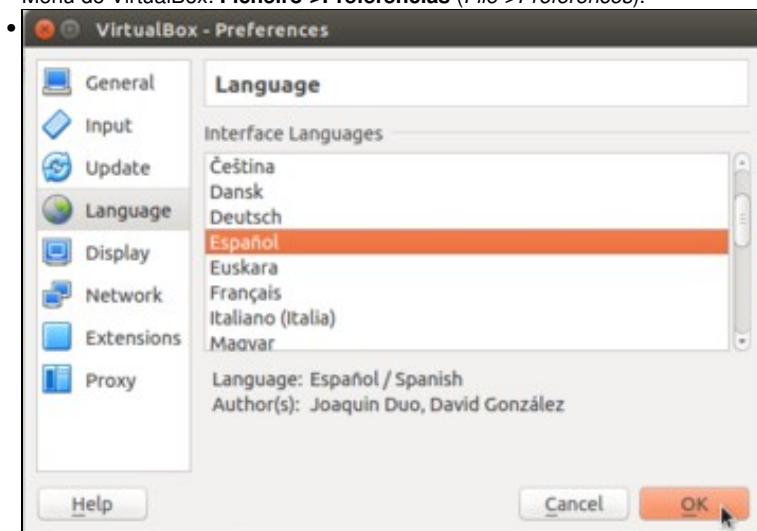 Menú do VirtualBox: Ficheiro->Preferencias (File->Preferences).
VirtualBox - Preferences
General
Input
Update
Language
Display
Network
Extensions
Proxy
Language
Interface Languages
Čeština
Dansk
Deutsch
Español
Euskara
Français
Italiano (Italia)
Magyar
Language: Español / Spanish
Author(s): Joaquin Duo, David González
Help
Cancel
OK